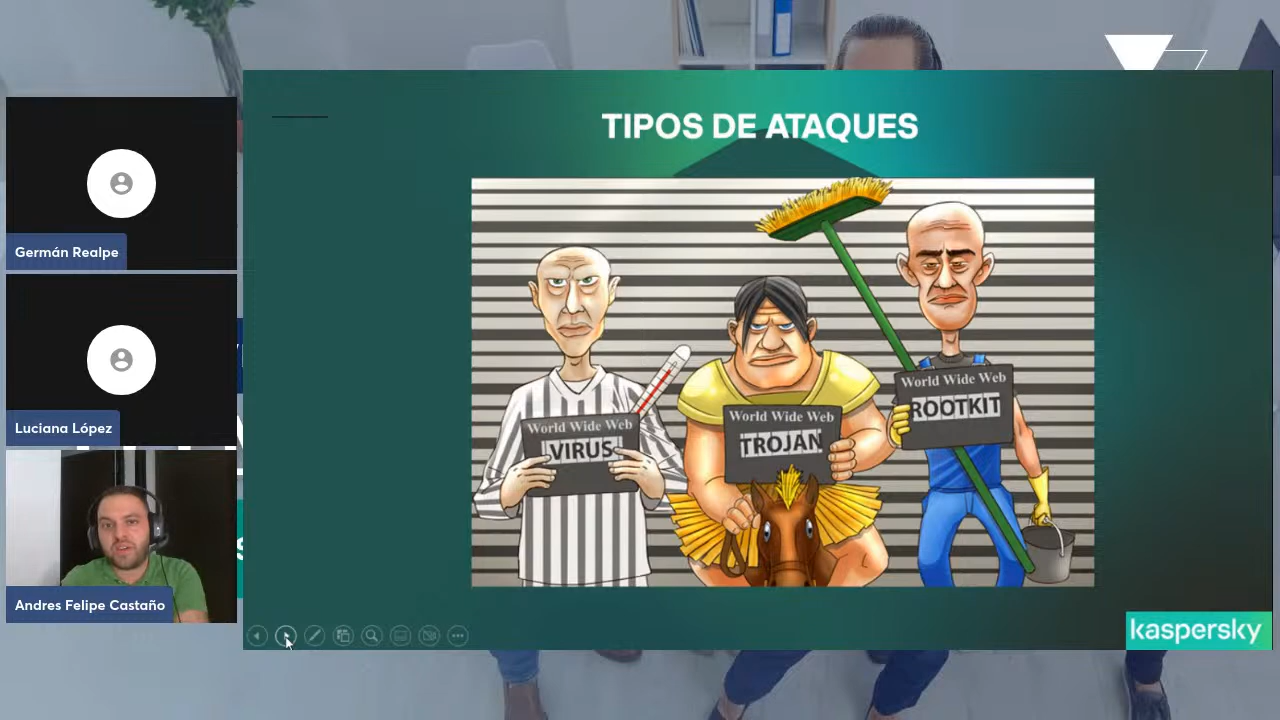 TIPOS DE ATAQUES
World Wide Web
VIRUS
World Wide Web
TROJAN
World Wide Web
ROOTKIT
Germán Realpe
Luciana López
Andres Felipe Castaño
kaspersky